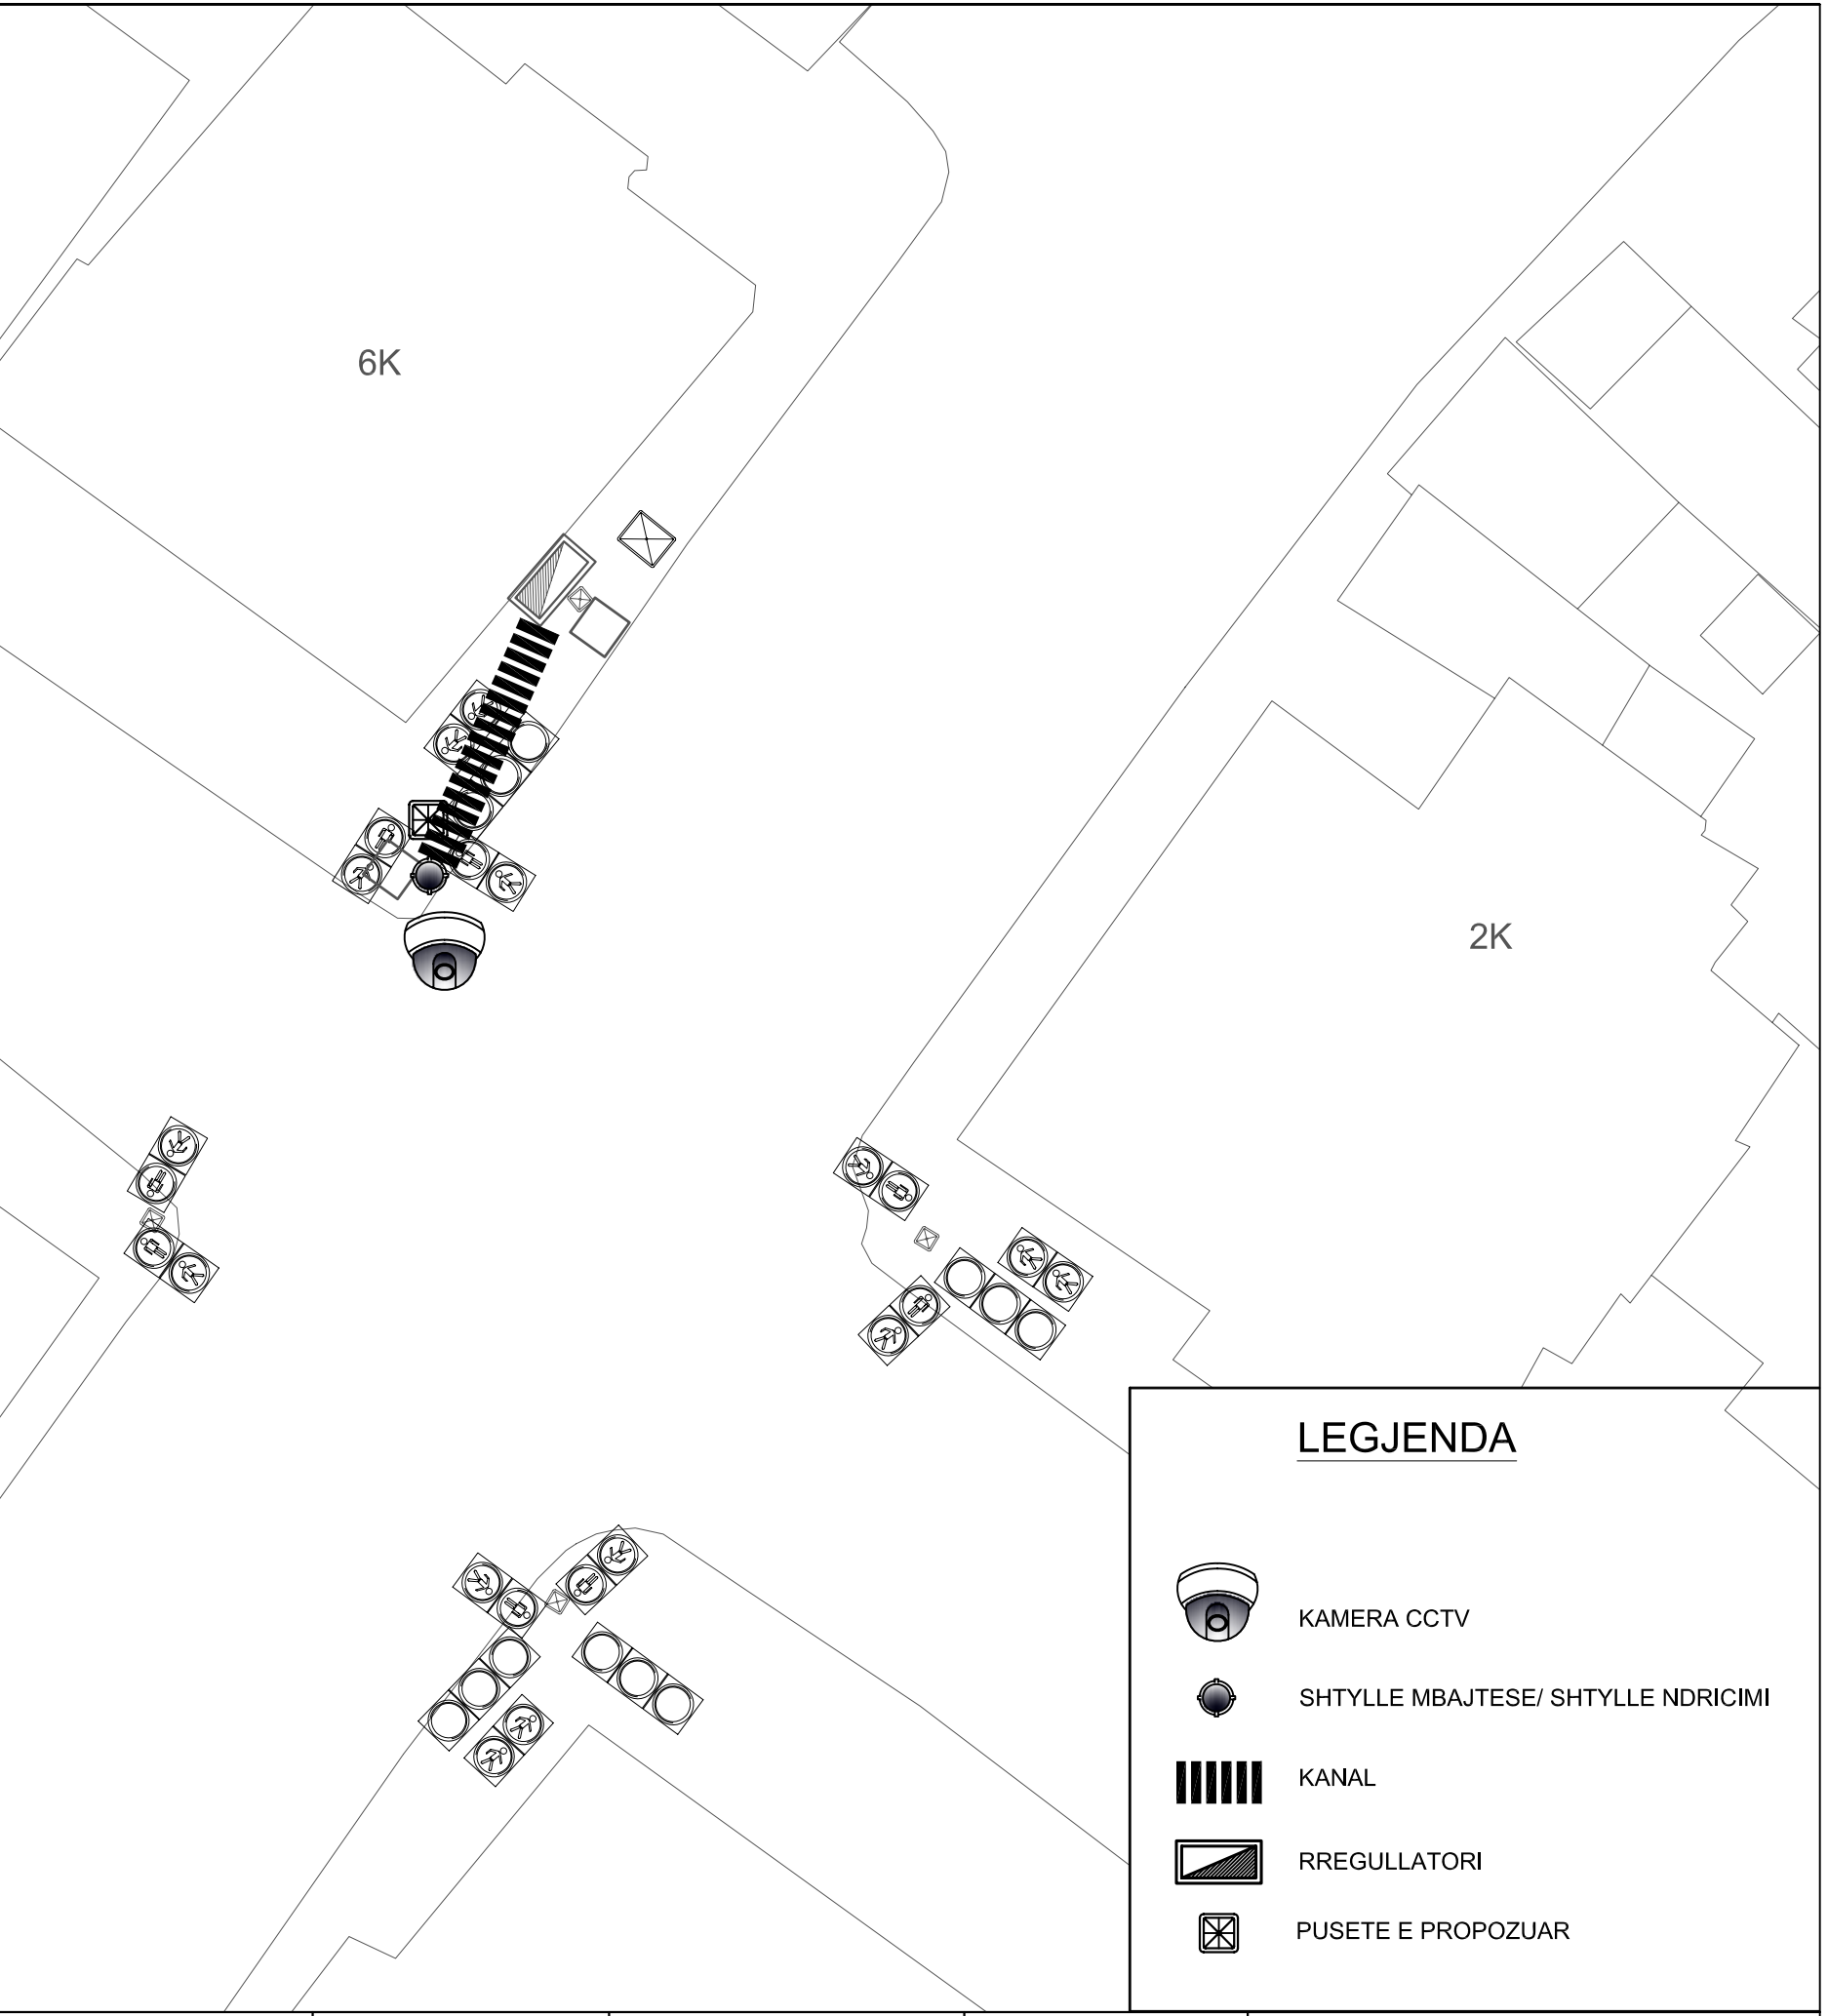 6K
2K
LEGJENDA
KAMERA CCTV
SHTYLLE MBAJTESE/ SHTYLLE NDRICIMI
KANAL
RREGULLATORI
PUSETE E PROPOZUAR